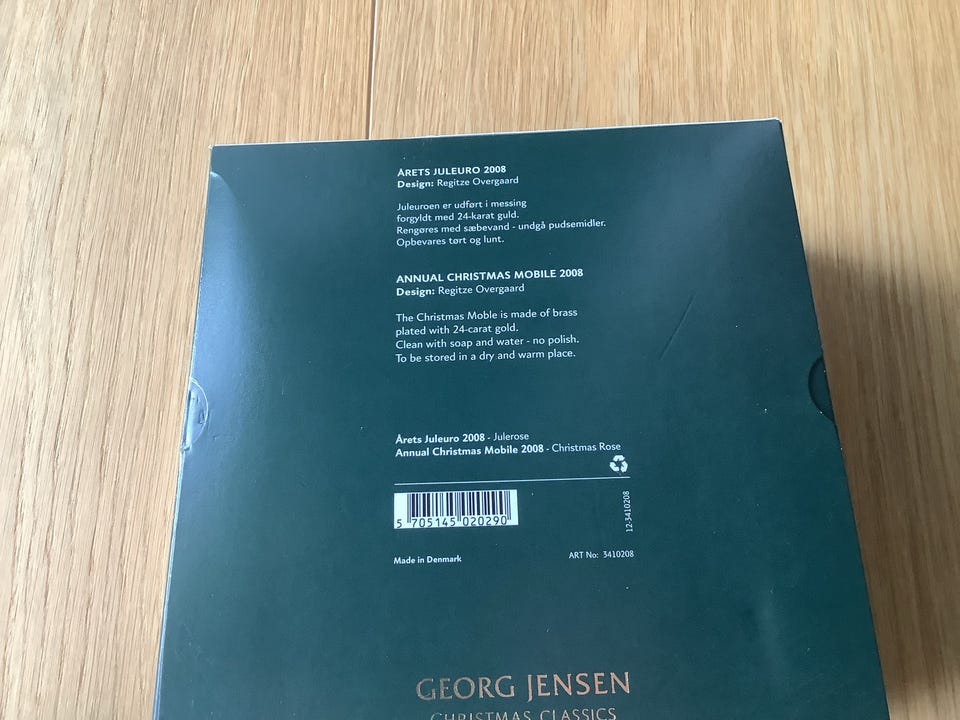 ÅRETS JULEURO 2008
Design: Regitze Overgaard
Juleuroen er udført i messing
forgyldt med 24-karat guld.
Rengøres med sæbevand - undgå pudsemidler.
Opbevares tørt og lunt.
ANNUAL CHRISTMAS MOBILE 2008
Design: Regitze Overgaard
The Christmas Moble is made of brass
plated with 24-carat gold.
Clean with soap and water - no polish.
To be stored in a dry and warm place.
Årets Juleuro 2008 - Julerose
Annual Christmas Mobile 2008 - Christmas Rose
5 705145 020290
12-3410208
Made in Denmark
ART No: 3410208
GEORG JENSEN
CHRISTMAS CLASSICS